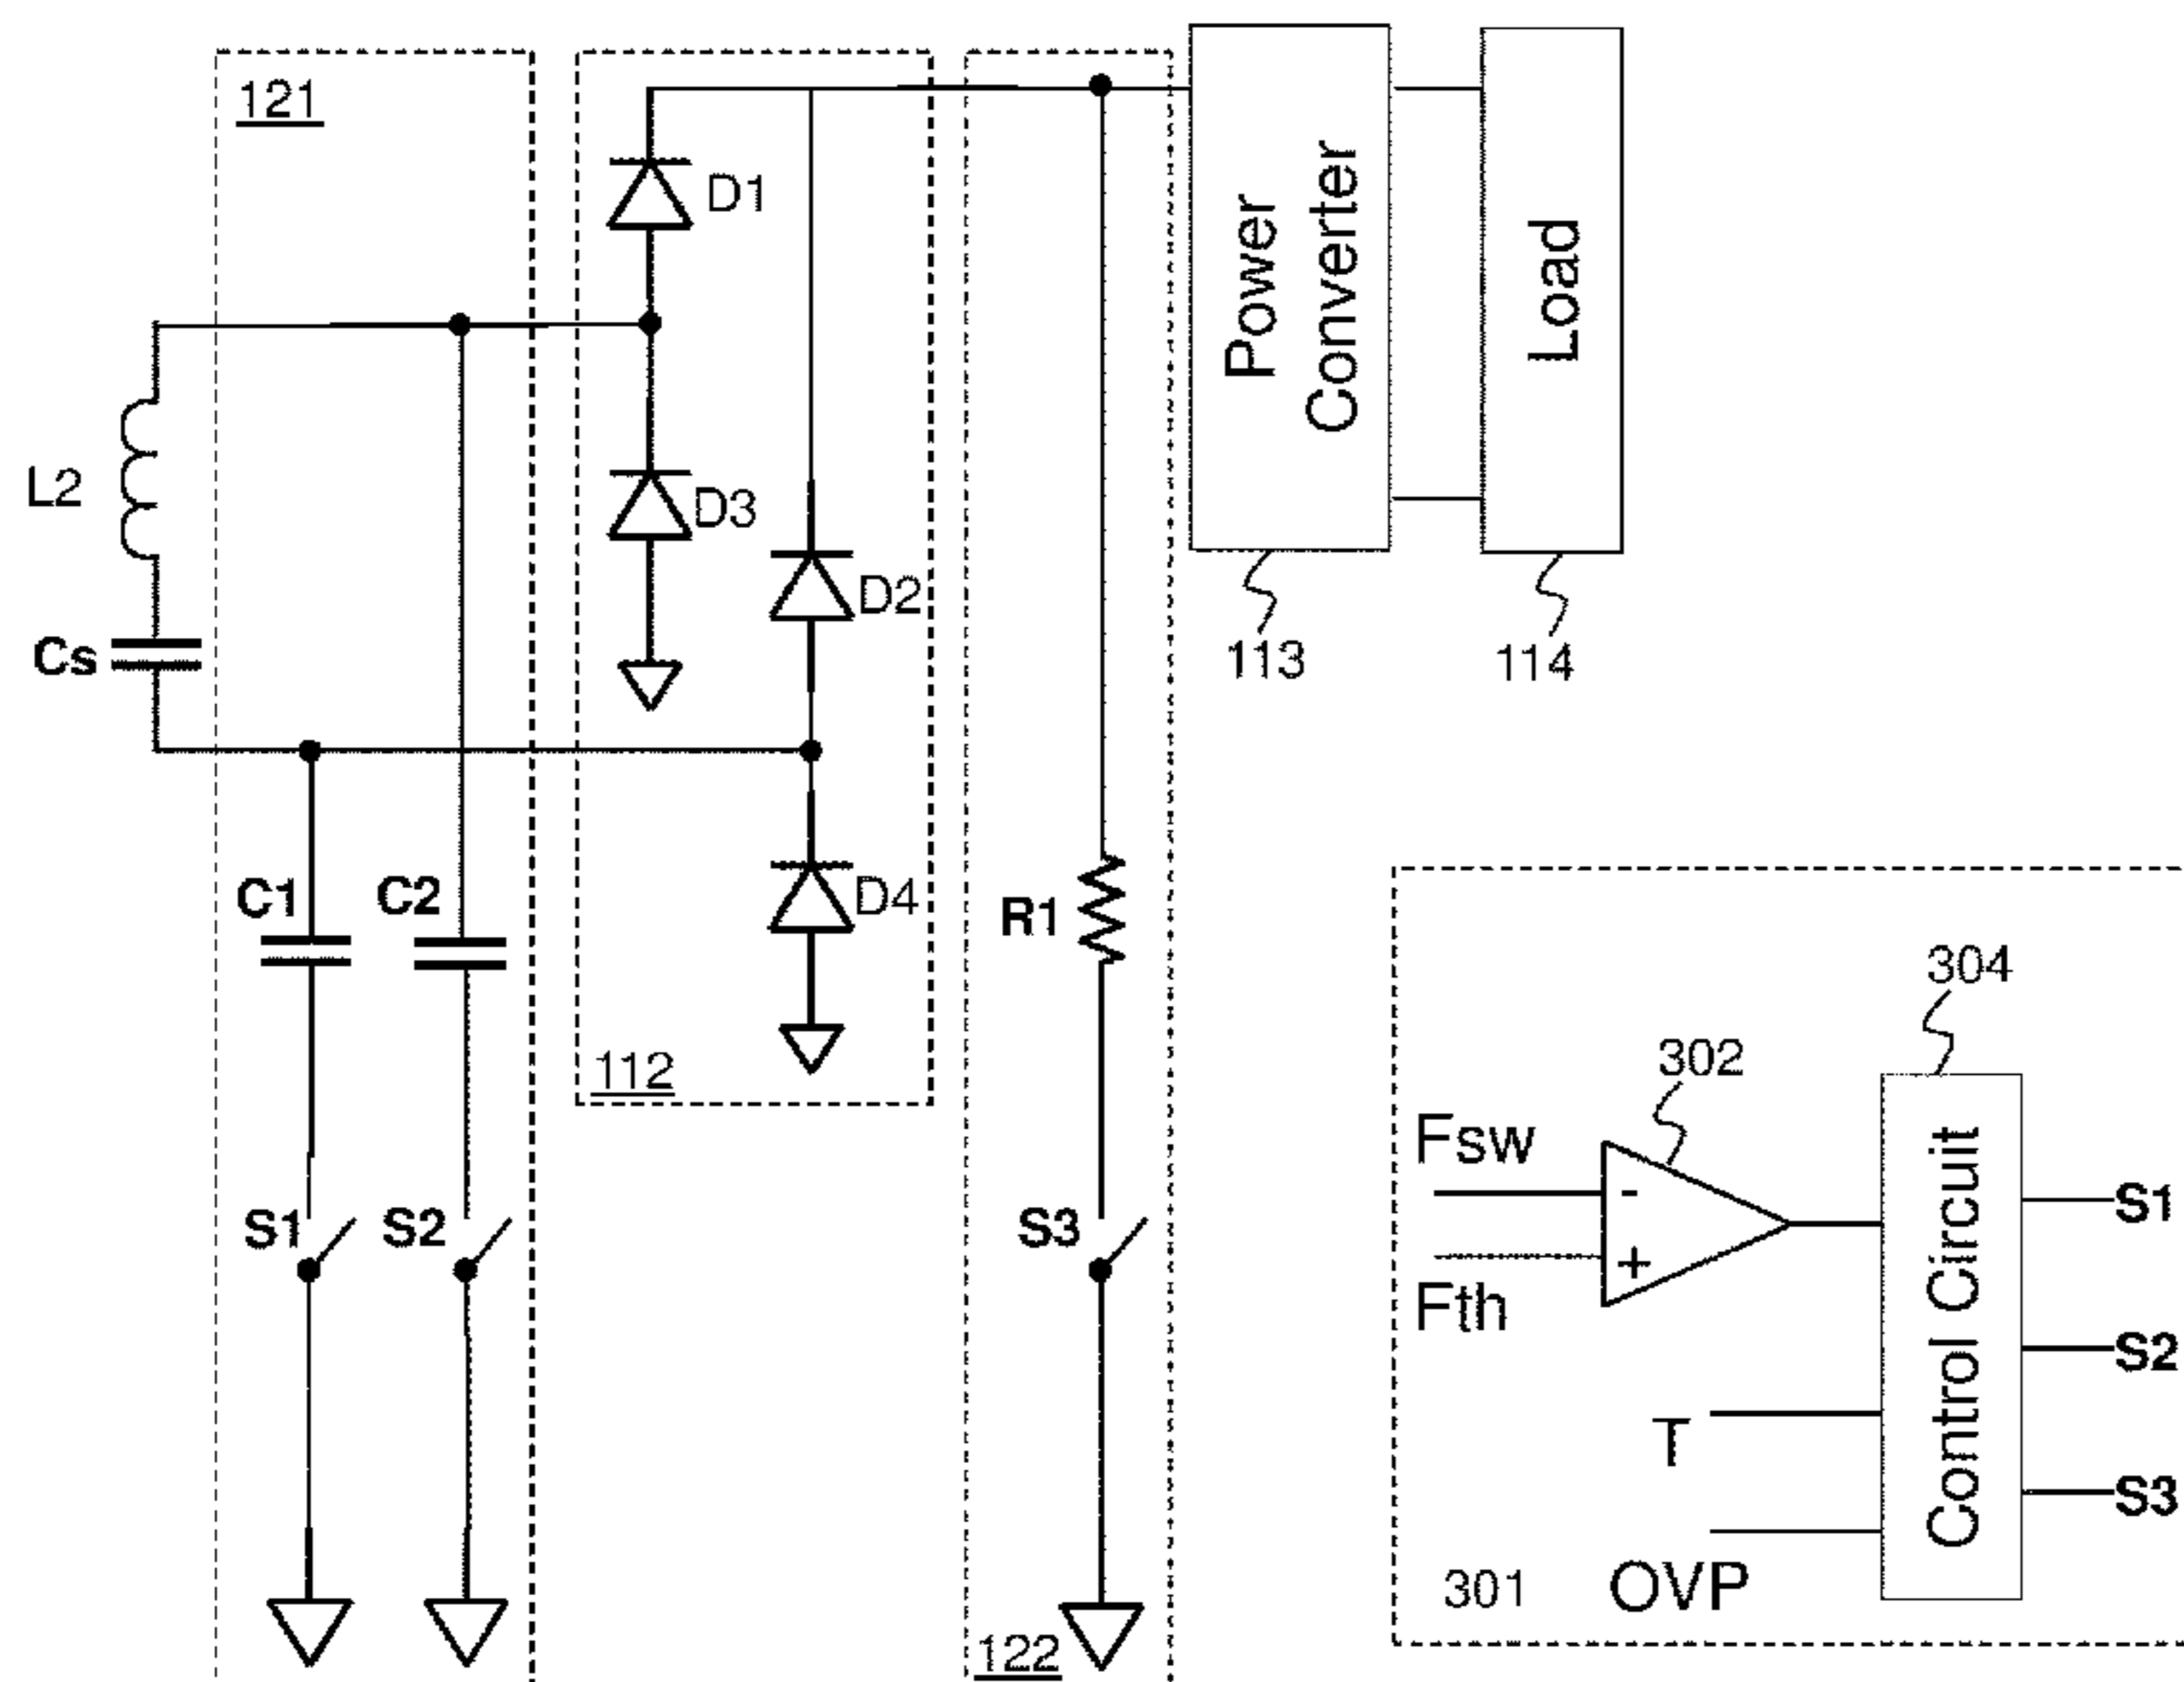 121
D1
D3
D2
D4
112
L2
Cs
C1
C2
S1
S2
R1
S3
122
Power
Converter
Load
113
114
304
302
Fsw
-
+
Fth
T
OVP
301
Control Circuit
S1
S2
S3